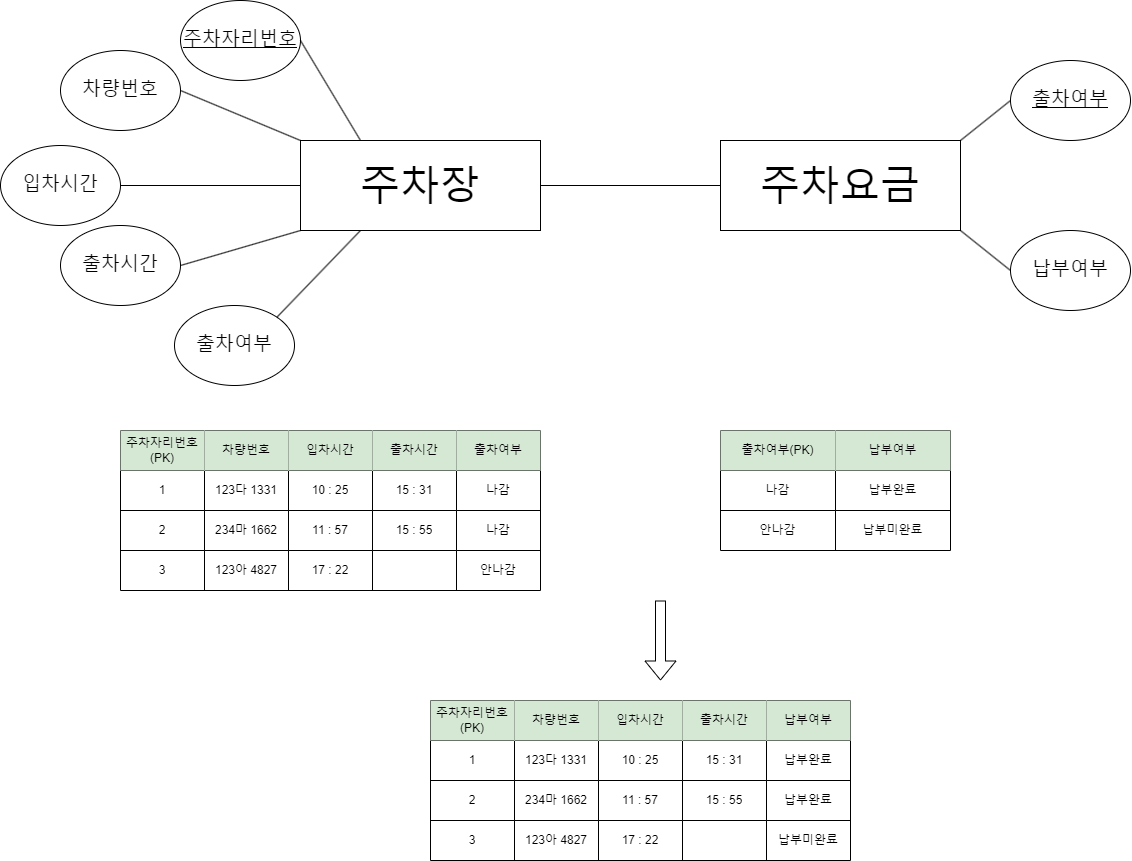 주차자리번호
차량번호
입차시간
출차시간
출차여부
주차장
주차요금
출차여부
납부여부
주차자리번호 (PK) 차량번호 입차시간 출차시간 출차여부
1 123다 1331 10 : 25 15 : 31 나감
2 234마 1662 11 : 57 15 : 55 나감
3 123아 4827 17 : 22 안나감
출차여부(PK) 납부여부
나감 납부완료
안나감 납부미완료
주차자리번호 (PK) 차량번호 입차시간 출차시간 납부여부
1 123다 1331 10 : 25 15 : 31 납부완료
2 234마 1662 11 : 57 15 : 55 납부완료
3 123아 4827 17 : 22 납부미완료